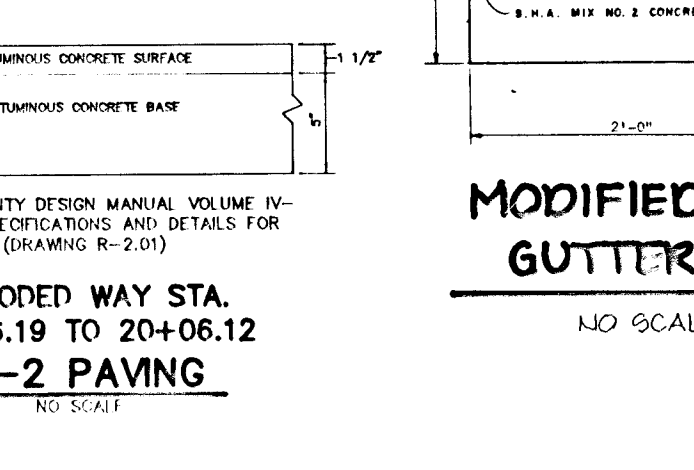 UMINOUS CONCRETE SURFACE
1 1/2"
TUMINOUS CONCRETE BASE
5"
NTY DESIGN MANUAL VOLUME IV-
ECIFICATIONS AND DETAILS FOR
(DRAWING R-2.01)
ODED WAY STA.
.19 TO 20+06.12
-2 PAVING
NO SCALE
S.H.A. MIX NO. 2 CONCRE
2'-0"
MODIFIED
GUTTER
NO SCAL